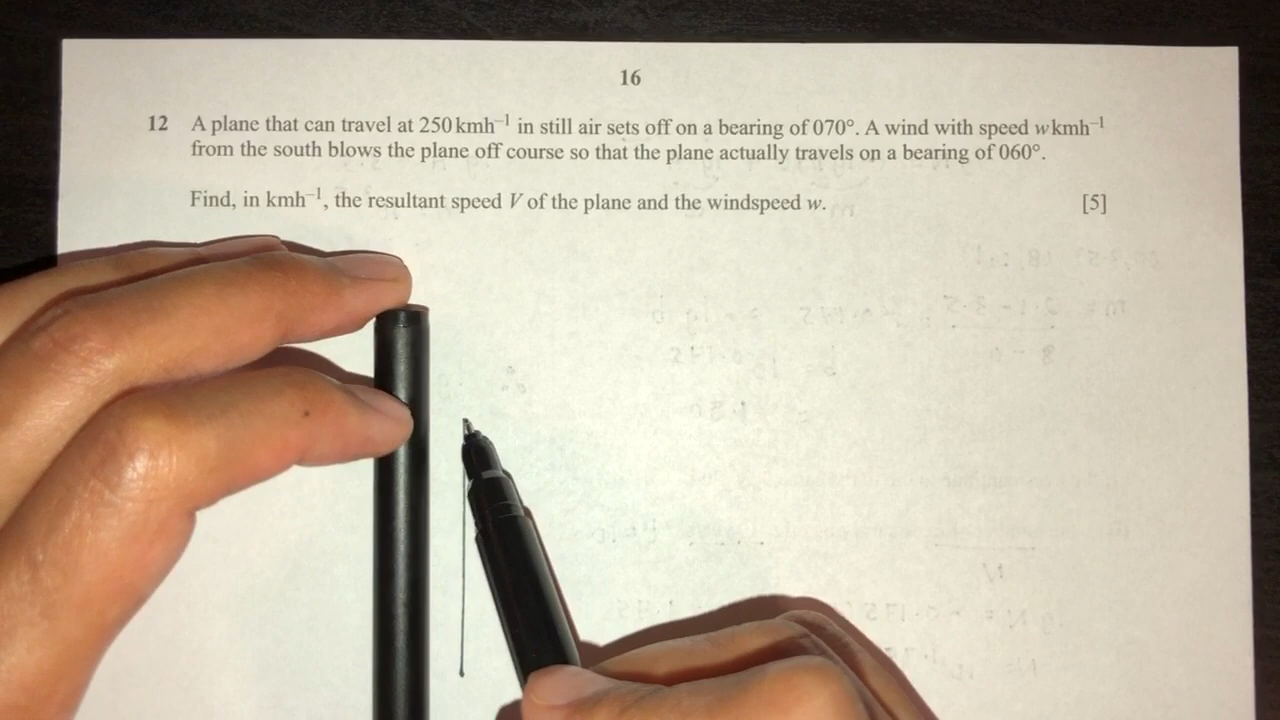 16
12 A plane that can travel at 250 kmh⁻¹ in still air sets off on a bearing of 070°. A wind with speed w kmh⁻¹
from the south blows the plane off course so that the plane actually travels on a bearing of 060°.
Find, in kmh⁻¹, the resultant speed V of the plane and the windspeed w. [5]